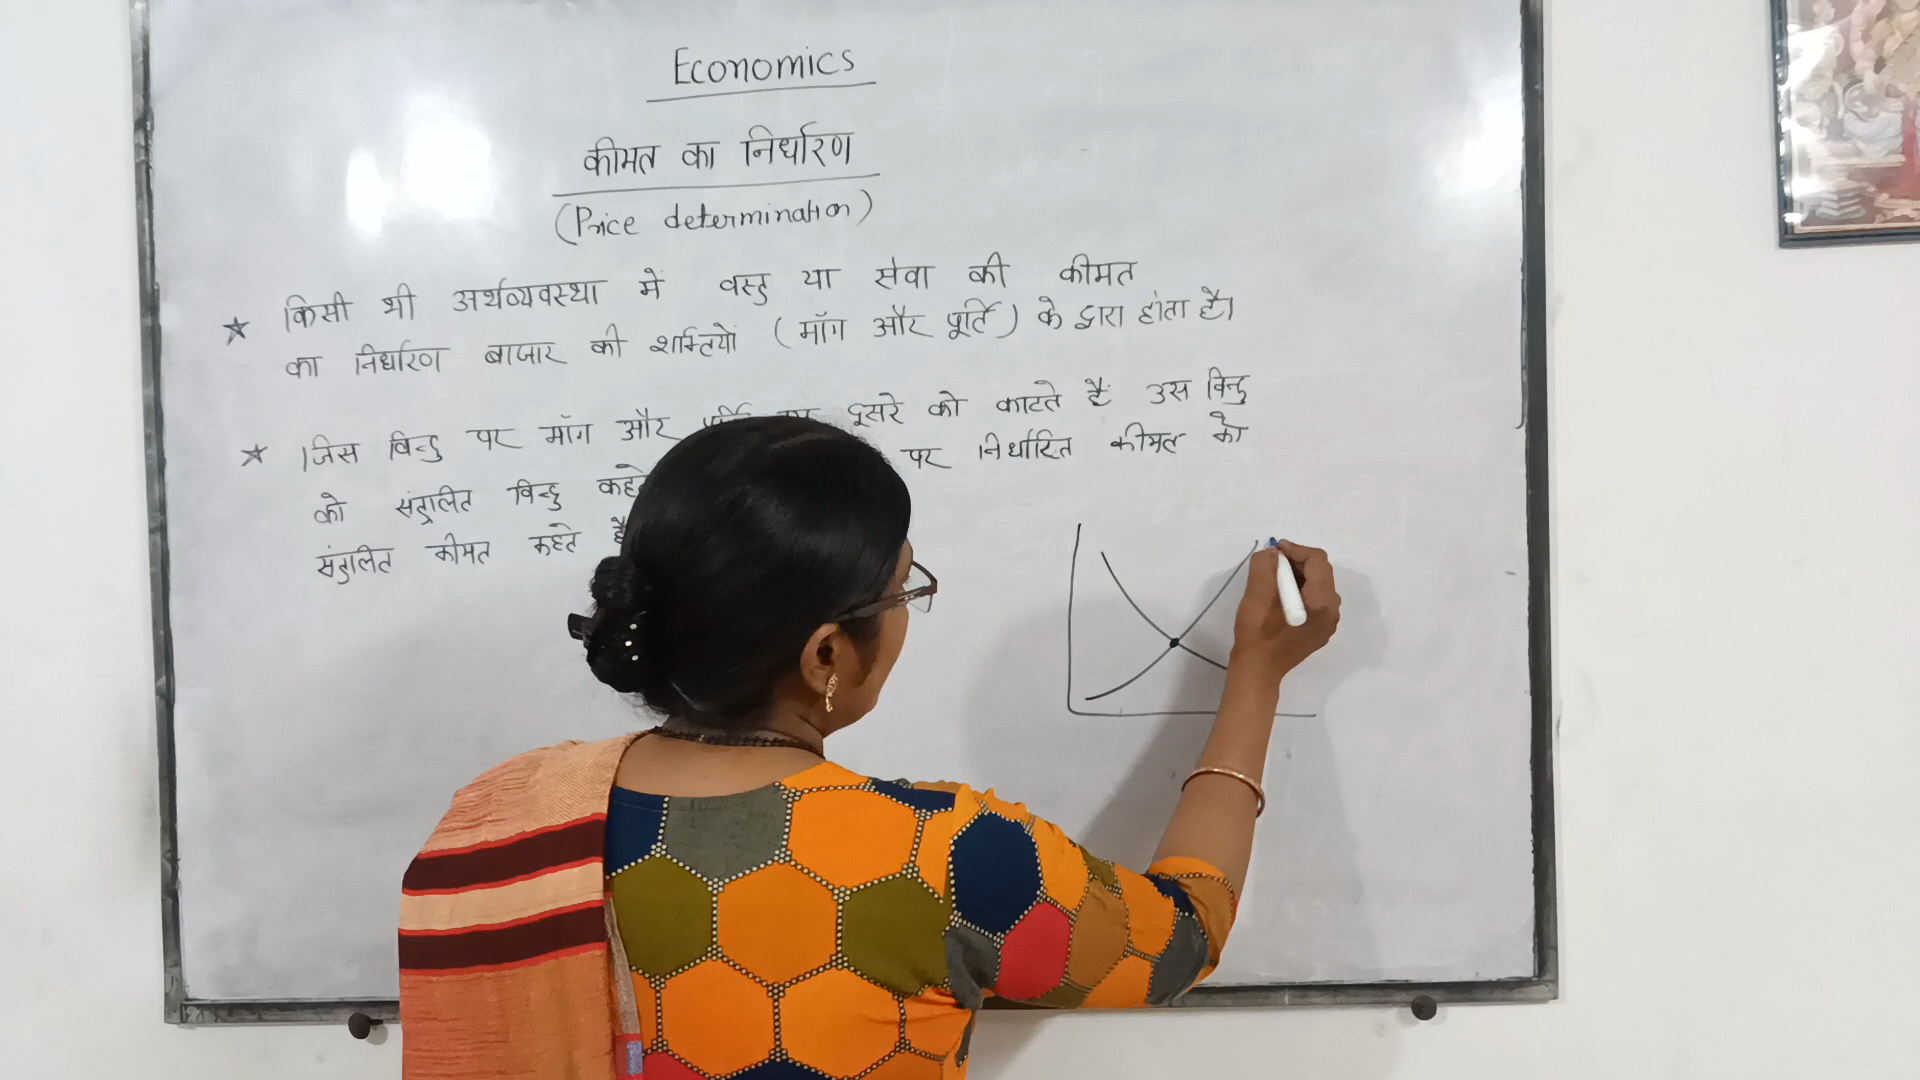 Economics
कीमत का निर्धारण
(Price determination)
★ किसी भी अर्थव्यवस्था में वस्तु या सेवा की कीमत
का निर्धारण बाजार की शक्तियों (माँग और पूर्ति) के द्वारा होता है।
★ जिस बिन्दु पर माँग और दूसरे को काटते हैं उस बिन्दु
को संतुलित बिन्दु कहते पर निर्धारित कीमत को
संतुलित कीमत कहते है